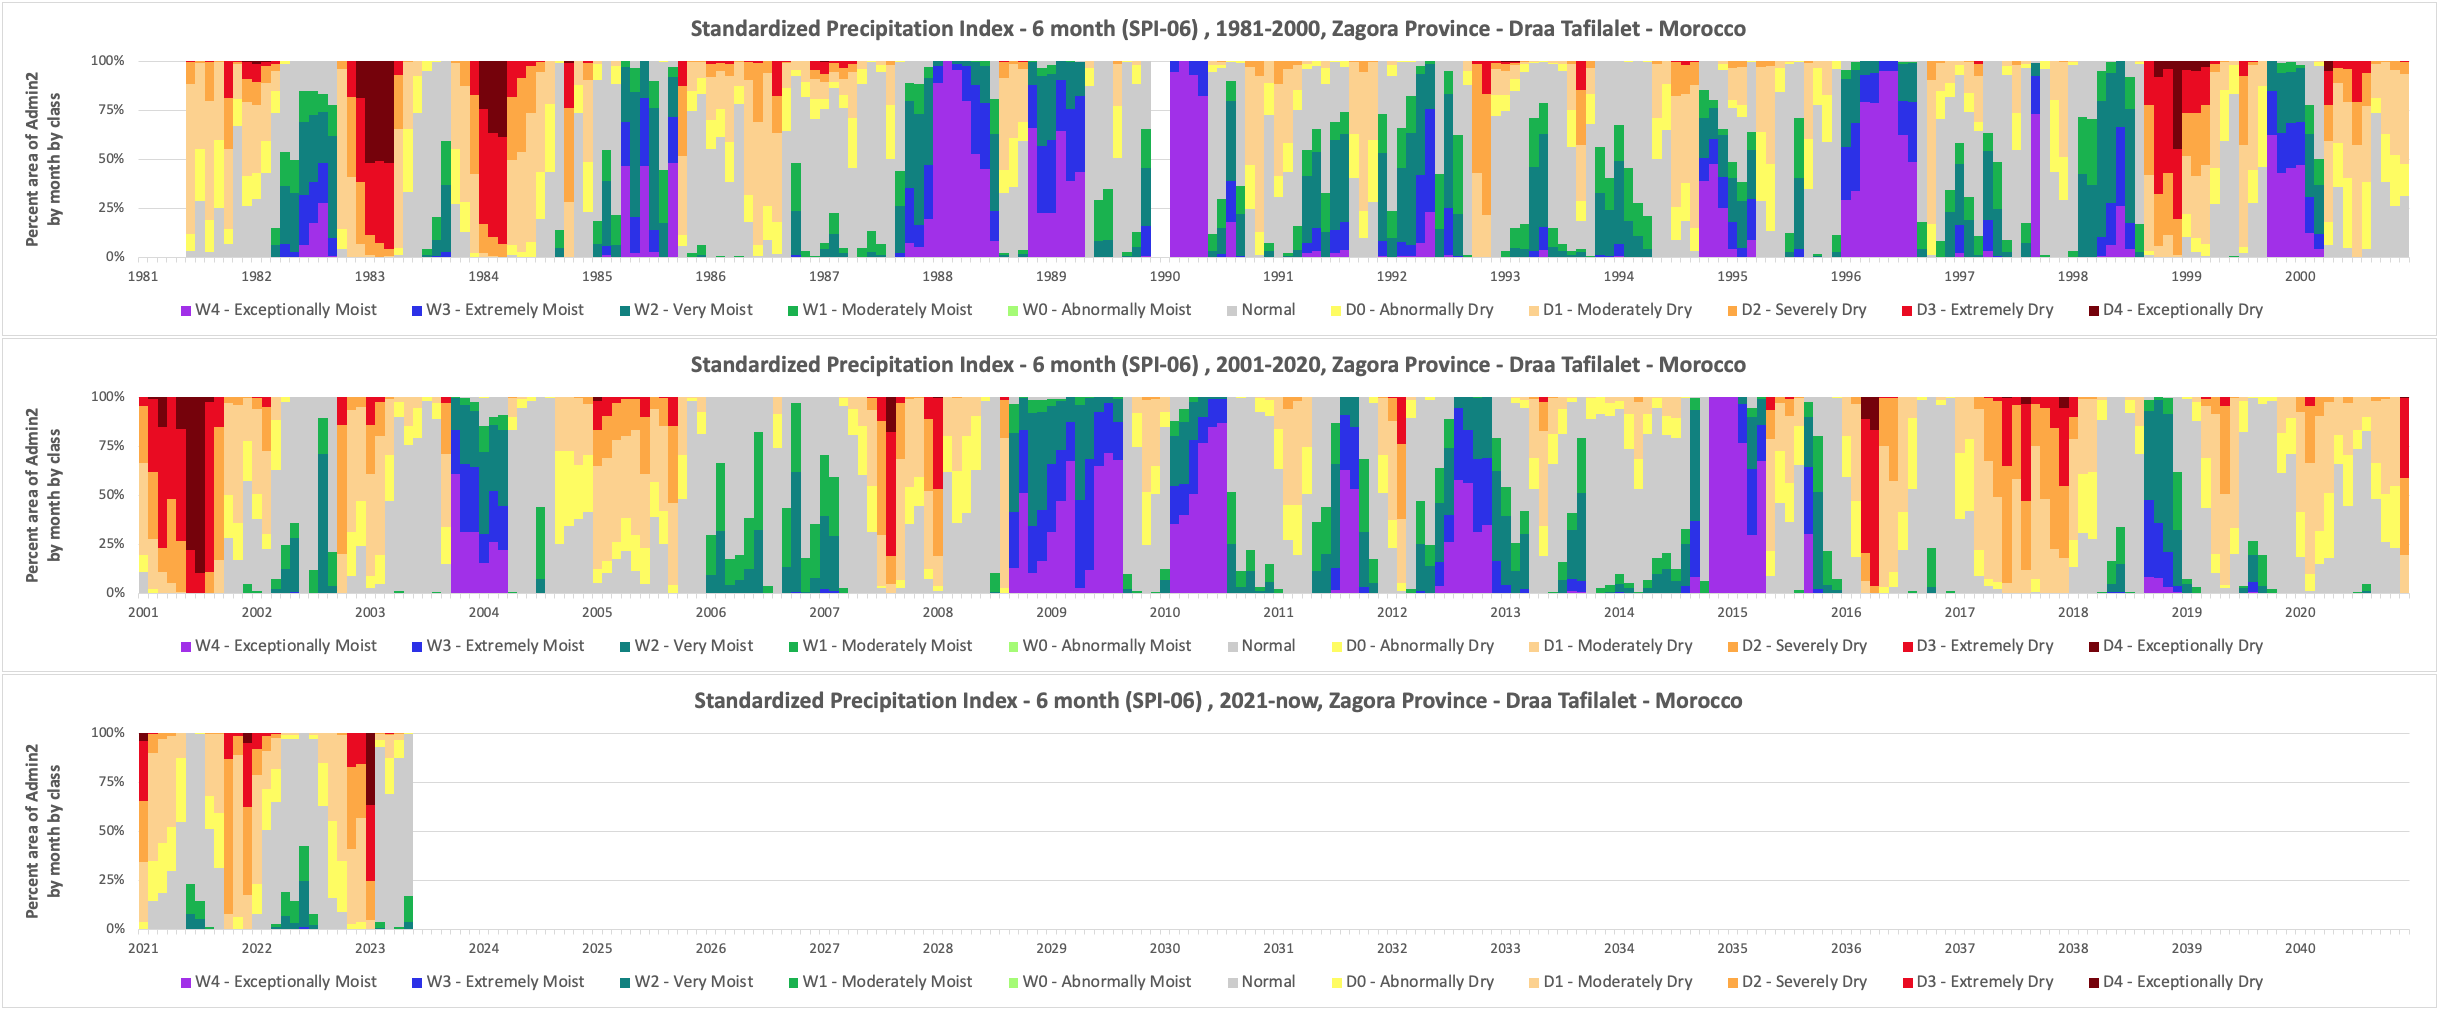 Standardized Precipitation Index - 6 month (SPI-06) , 1981-2000, Zagora Province - Draa Tafilalet - Morocco
Percent area of Admin2
by month by class
100%
75%
50%
25%
0%
1981 1982 1983 1984 1985 1986 1987 1988 1989 1990 1991 1992 1993 1994 1995 1996 1997 1998 1999 2000
W4 - Exceptionally Moist W3 - Extremely Moist W2 - Very Moist W1 - Moderately Moist W0 - Abnormally Moist Normal D0 - Abnormally Dry D1 - Moderately Dry D2 - Severely Dry D3 - Extremely Dry D4 - Exceptionally Dry
Standardized Precipitation Index - 6 month (SPI-06) , 2001-2020, Zagora Province - Draa Tafilalet - Morocco
Percent area of Admin2
by month by class
100%
75%
50%
25%
0%
2001 2002 2003 2004 2005 2006 2007 2008 2009 2010 2011 2012 2013 2014 2015 2016 2017 2018 2019 2020
W4 - Exceptionally Moist W3 - Extremely Moist W2 - Very Moist W1 - Moderately Moist W0 - Abnormally Moist Normal D0 - Abnormally Dry D1 - Moderately Dry D2 - Severely Dry D3 - Extremely Dry D4 - Exceptionally Dry
Standardized Precipitation Index - 6 month (SPI-06) , 2021-now, Zagora Province - Draa Tafilalet - Morocco
Percent area of Admin2
by month by class
100%
75%
50%
25%
0%
2021 2022 2023 2024 2025 2026 2027 2028 2029 2030 2031 2032 2033 2034 2035 2036 2037 2038 2039 2040
W4 - Exceptionally Moist W3 - Extremely Moist W2 - Very Moist W1 - Moderately Moist W0 - Abnormally Moist Normal D0 - Abnormally Dry D1 - Moderately Dry D2 - Severely Dry D3 - Extremely Dry D4 - Exceptionally Dry